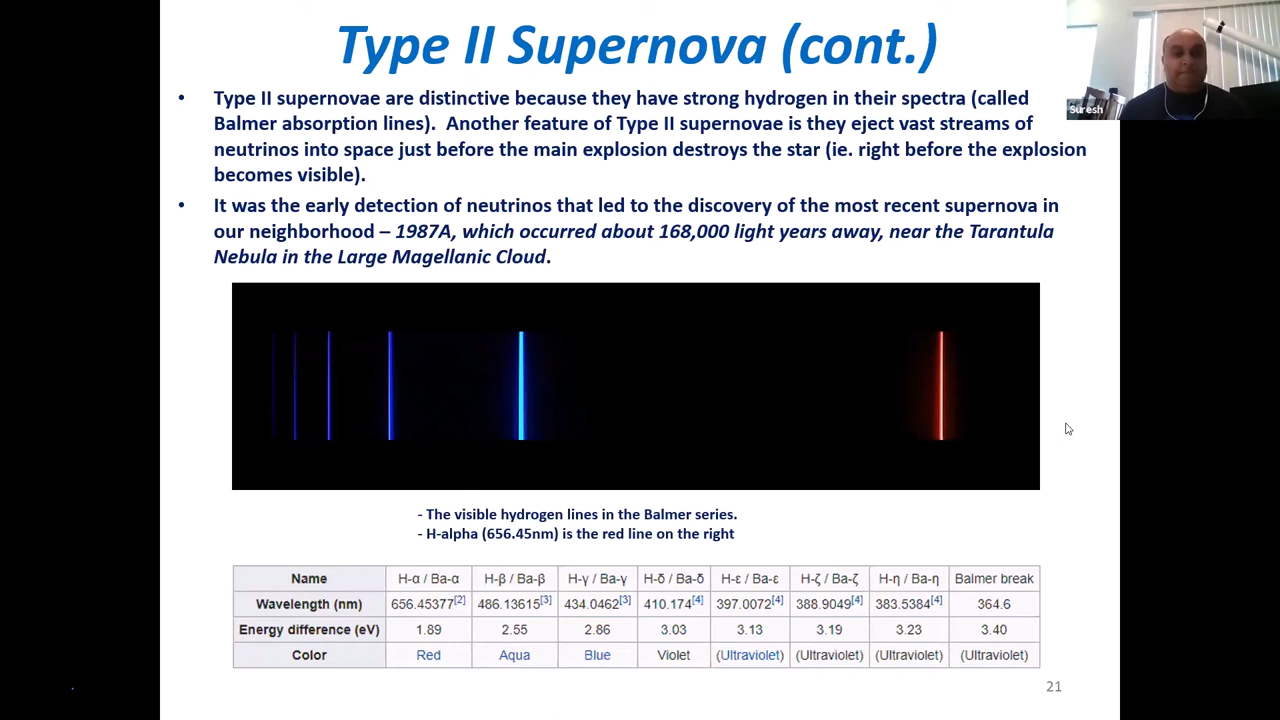 Type II Supernova (cont.)
Suresh
• Type II supernovae are distinctive because they have strong hydrogen in their spectra (called
Balmer absorption lines).  Another feature of Type II supernovae is they eject vast streams of
neutrinos into space just before the main explosion destroys the star (ie. right before the explosion
becomes visible).
• It was the early detection of neutrinos that led to the discovery of the most recent supernova in
our neighborhood – 1987A, which occurred about 168,000 light years away, near the Tarantula
Nebula in the Large Magellanic Cloud.
- The visible hydrogen lines in the Balmer series.
- H-alpha (656.45nm) is the red line on the right
Name H-α / Ba-α H-β / Ba-β H-γ / Ba-γ H-δ / Ba-δ H-ε / Ba-ε H-ζ / Ba-ζ H-η / Ba-η Balmer break
Wavelength (nm) 656.45377[2] 486.13615[3] 434.0462[3] 410.174[4] 397.0072[4] 388.9049[4] 383.5384[4] 364.6
Energy difference (eV) 1.89 2.55 2.86 3.03 3.13 3.19 3.23 3.40
Color Red Aqua Blue Violet (Ultraviolet) (Ultraviolet) (Ultraviolet) (Ultraviolet)
21